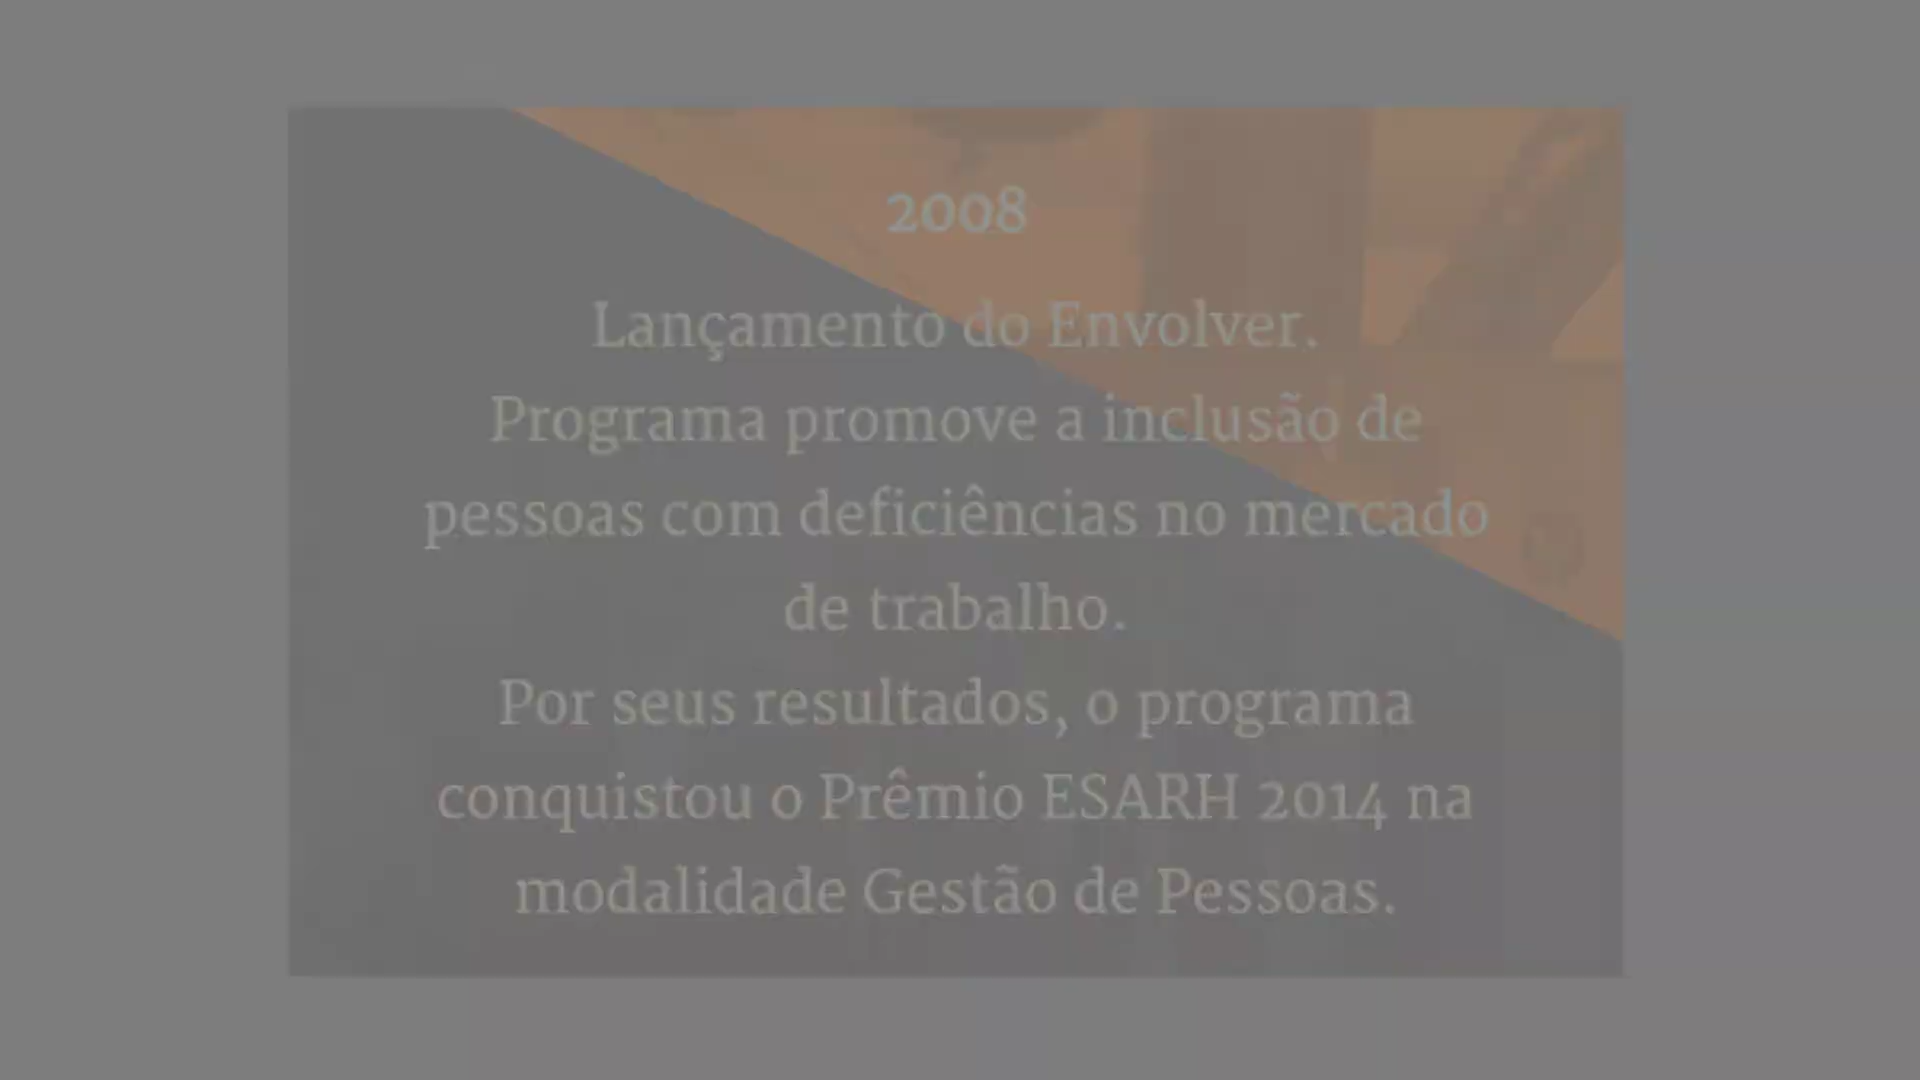 2008
Lançamento do Envolver.
Programa promove a inclusão de
pessoas com deficiências no mercado
de trabalho.
Por seus resultados, o programa
conquistou o Prêmio ESARH 2014 na
modalidade Gestão de Pessoas.